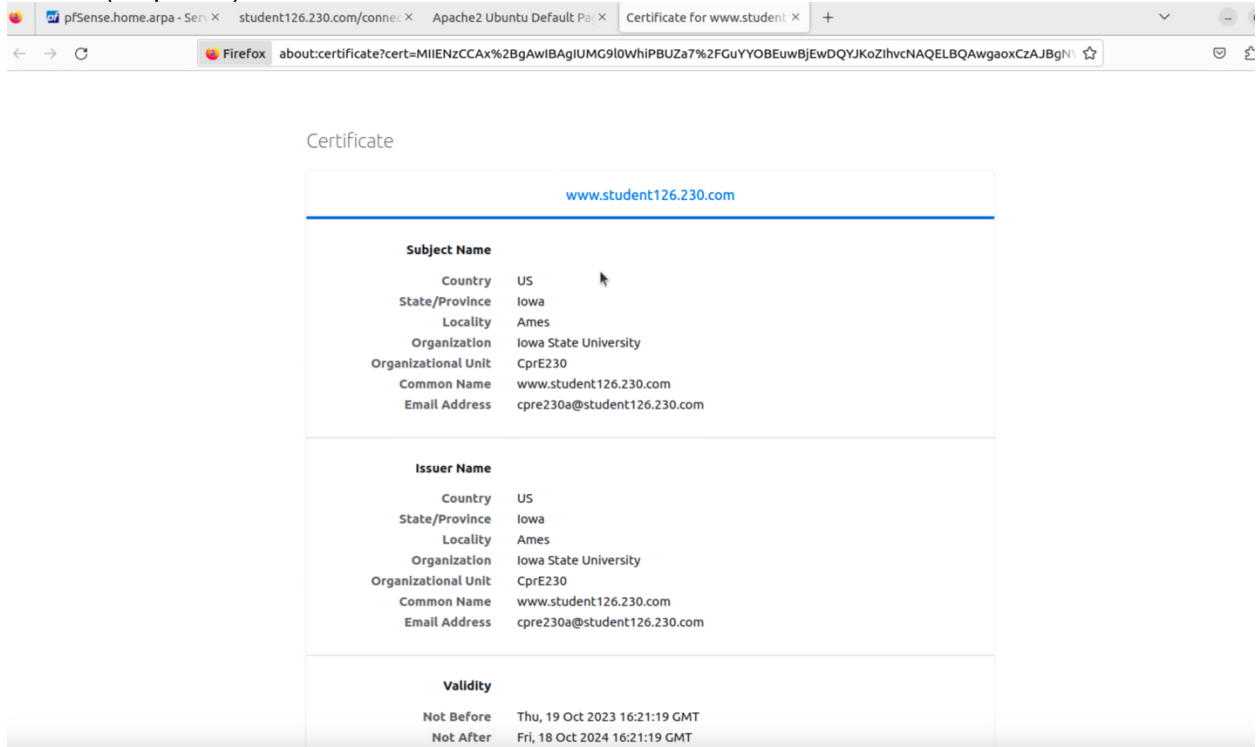 pfSense.home.arpa - Serv
student126.230.com/connec
Apache2 Ubuntu Default Pag
Certificate for www.student
Firefox about:certificate?cert=MIIENzCCAx%2BgAwIBAgIUMG9l0WhiPBUZa7%2FGuYYOBEuwBjEwDQYJKoZIhvcNAQELBQAwgaoxCzAJBgNV
Certificate
www.student126.230.com
Subject Name
Country US
State/Province Iowa
Locality Ames
Organization Iowa State University
Organizational Unit CprE230
Common Name www.student126.230.com
Email Address cpre230a@student126.230.com
Issuer Name
Country US
State/Province Iowa
Locality Ames
Organization Iowa State University
Organizational Unit CprE230
Common Name www.student126.230.com
Email Address cpre230a@student126.230.com
Validity
Not Before Thu, 19 Oct 2023 16:21:19 GMT
Not After Fri, 18 Oct 2024 16:21:19 GMT